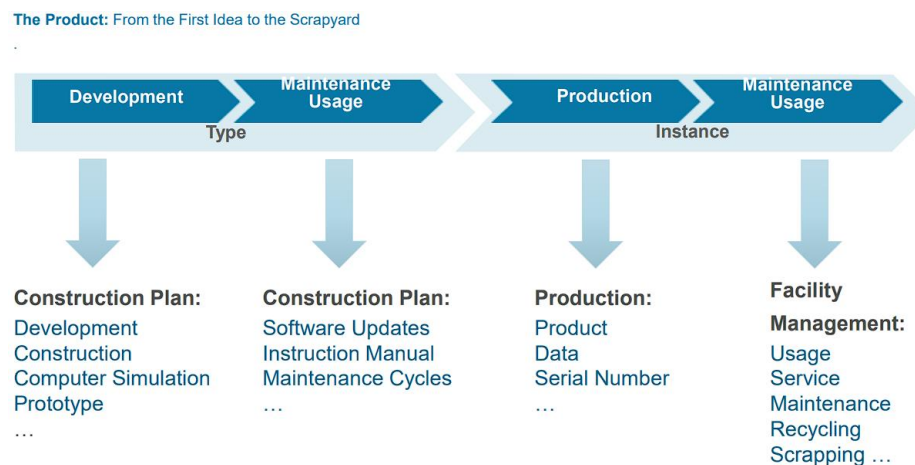 The Product: From the First Idea to the Scrapyard
.
Development
Maintenance
Usage
Type
Production
Maintenance
Usage
Instance
Construction Plan:
Development
Construction
Computer Simulation
Prototype
…
Construction Plan:
Software Updates
Instruction Manual
Maintenance Cycles
…
Production:
Product
Data
Serial Number
…
Facility
Management:
Usage
Service
Maintenance
Recycling
Scrapping …